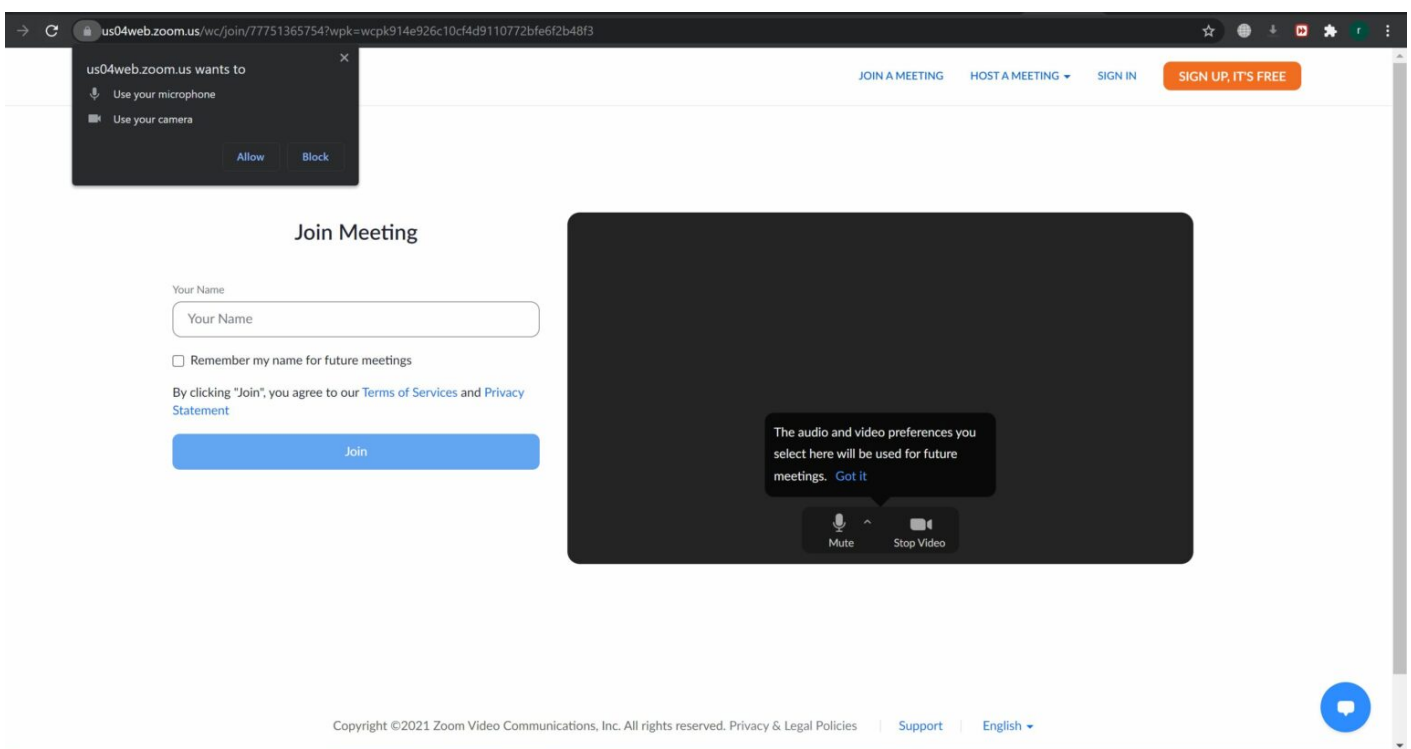 us04web.zoom.us/wc/join/77751365754?wpk=wcpk914e926c10cf4d9110772bfe6f2b48f3
r
us04web.zoom.us wants to
Use your microphone
Use your camera
Allow Block
JOIN A MEETING HOST A MEETING SIGN IN SIGN UP, IT'S FREE
Join Meeting
Your Name
Your Name
Remember my name for future meetings
By clicking "Join", you agree to our Terms of Services and Privacy
Statement
Join
The audio and video preferences you
select here will be used for future
meetings. Got it
Mute Stop Video
Copyright ©2021 Zoom Video Communications, Inc. All rights reserved. Privacy & Legal Policies Support English